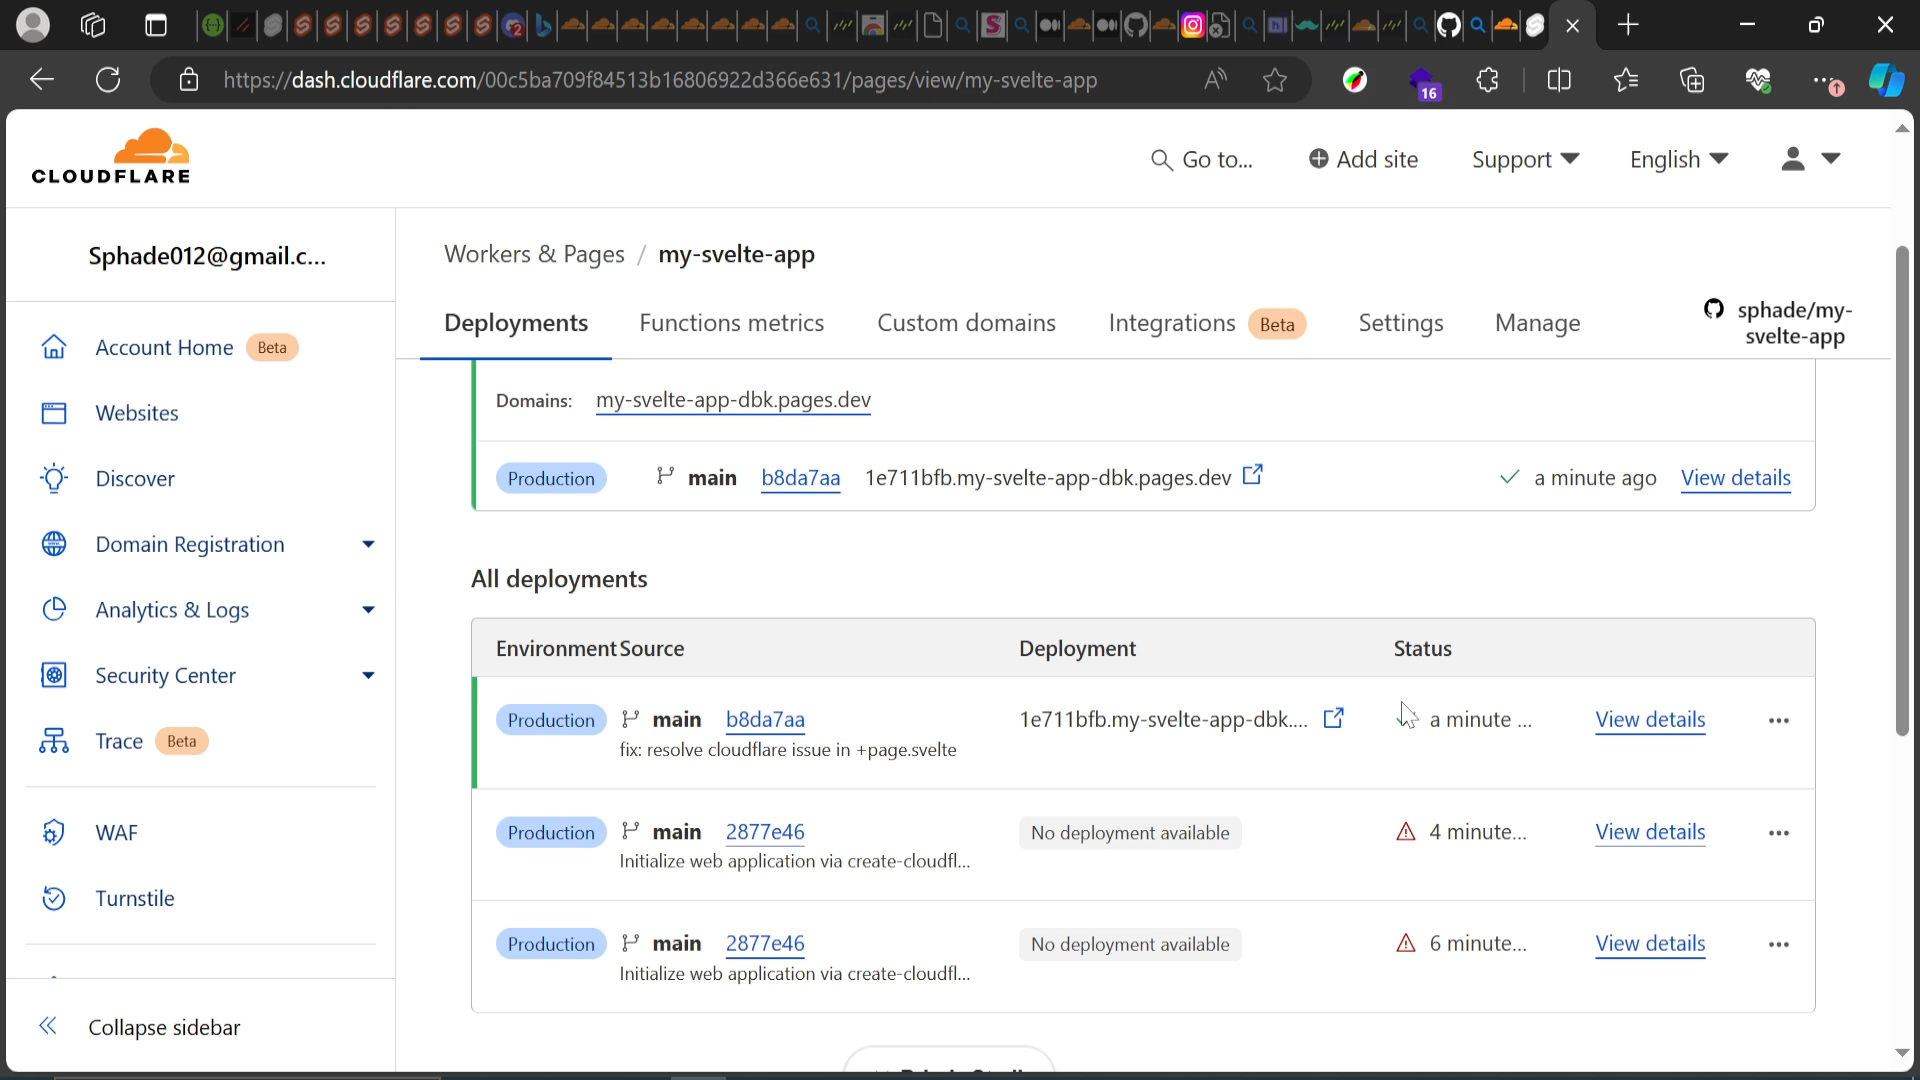 16
https://dash.cloudflare.com/00c5ba709f84513b16806922d366e631/pages/view/my-svelte-app
CLOUDFLARE
Go to...
Add site
Support
English
Sphade012@gmail.c...
Account Home Beta
Websites
Discover
Domain Registration
Analytics & Logs
Security Center
Trace Beta
WAF
Turnstile
Collapse sidebar
Workers & Pages / my-svelte-app
Deployments
Functions metrics
Custom domains
Integrations Beta
Settings
Manage
sphade/my-
svelte-app
Domains: my-svelte-app-dbk.pages.dev
Production main b8da7aa 1e711bfb.my-svelte-app-dbk.pages.dev a minute ago View details
All deployments
Environment Source Deployment Status
Production main b8da7aa 1e711bfb.my-svelte-app-dbk.... a minute ... View details
fix: resolve cloudflare issue in +page.svelte
Production main 2877e46 No deployment available 4 minute... View details
Initialize web application via create-cloudfl...
Production main 2877e46 No deployment available 6 minute... View details
Initialize web application via create-cloudfl...